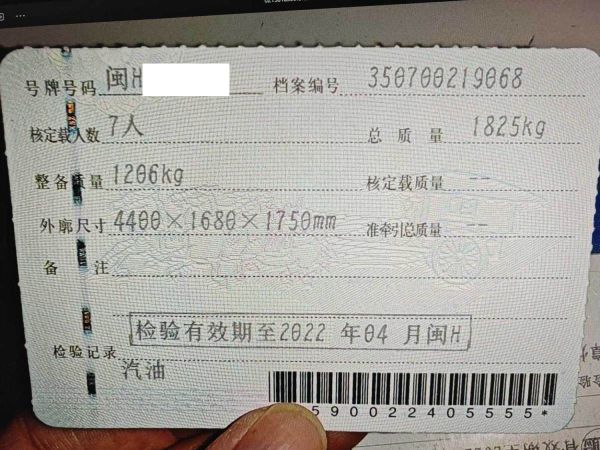 号牌号码 闽H 档案编号 350700219068
核定载人数 7人 总质量 1825kg
整备质量 1206kg 核定载质量 --
外廓尺寸 4400×1680×1750mm 准牵引总质量 --
备注
检验有效期至2022 年04 月闽H
检验记录
汽油
*5900224055555*